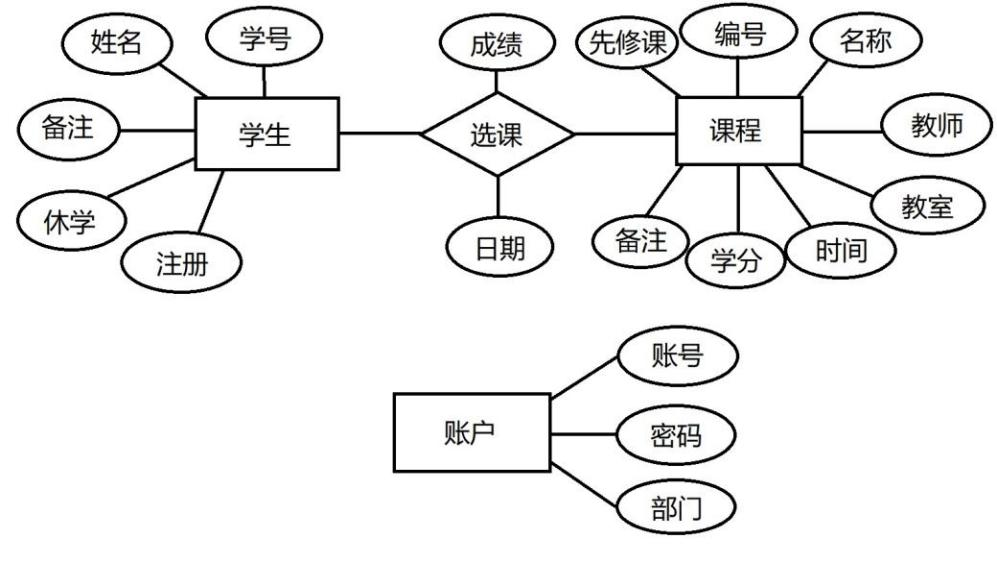 姓名
学号
成绩
先修课
编号
名称
备注
学生
选课
课程
教师
休学
注册
日期
备注
学分
时间
教室
账号
账户
密码
部门